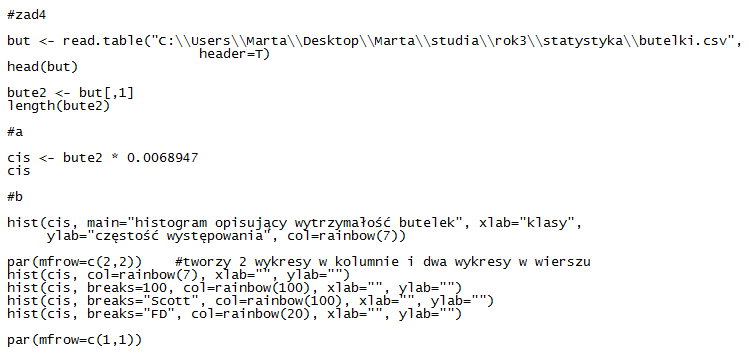 #zad4
but <- read.table("C:\\Users\\Marta\\Desktop\\Marta\\studia\\rok3\\statystyka\\butelki.csv",
header=T)
head(but)
bute2 <- but[,1]
length(bute2)
#a
cis <- bute2 * 0.0068947
cis
#b
hist(cis, main="histogram opisujący wytrzymałość butelek", xlab="klasy",
ylab="częstość występowania", col=rainbow(7))
par(mfrow=c(2,2))    #tworzy 2 wykresy w kolumnie i dwa wykresy w wierszu
hist(cis, col=rainbow(7), xlab="", ylab="")
hist(cis, breaks=100, col=rainbow(100), xlab="", ylab="")
hist(cis, breaks="Scott", col=rainbow(100), xlab="", ylab="")
hist(cis, breaks="FD", col=rainbow(20), xlab="", ylab="")
par(mfrow=c(1,1))